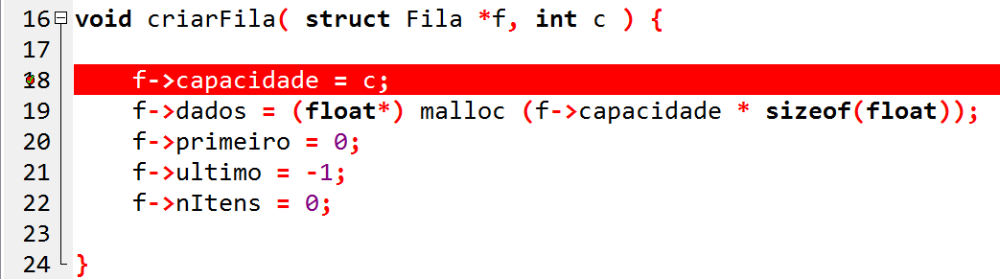 16 void criarFila( struct Fila *f, int c ) {
17
18     f->capacidade = c;
19     f->dados = (float*) malloc (f->capacidade * sizeof(float));
20     f->primeiro = 0;
21     f->ultimo = -1;
22     f->nItens = 0;
23
24 }